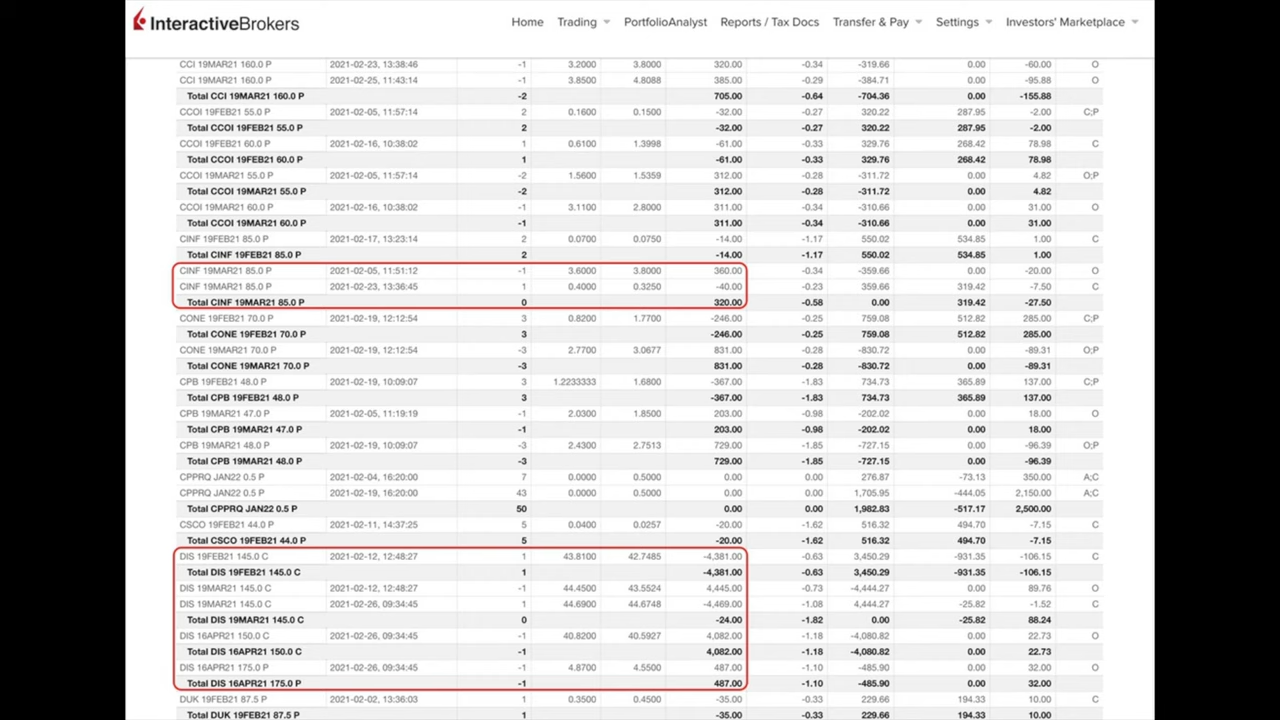 InteractiveBrokers Home Trading PortfolioAnalyst Reports / Tax Docs Transfer & Pay Settings Investors' Marketplace
CCI 19MAR21 160.0 P 2021-02-23, 13:38:46 -1 3.2000 3.8000 320.00 -0.34 -319.66 0.00 -60.00 O
CCI 19MAR21 160.0 P 2021-02-25, 11:43:14 -1 3.8500 4.8088 385.00 -0.29 -384.71 0.00 -95.88 O
Total CCI 19MAR21 160.0 P -2 705.00 -0.64 -704.36 0.00 -155.88
CCOI 19FEB21 55.0 P 2021-02-05, 11:57:14 2 0.1600 0.1500 -32.00 -0.27 320.22 287.95 -2.00 C;P
Total CCOI 19FEB21 55.0 P 2 -32.00 -0.27 320.22 287.95 -2.00
CCOI 19FEB21 60.0 P 2021-02-16, 10:38:02 1 0.6100 1.3998 -61.00 -0.33 329.76 268.42 78.98 C
Total CCOI 19FEB21 60.0 P 1 -61.00 -0.33 329.76 268.42 78.98
CCOI 19MAR21 55.0 P 2021-02-05, 11:57:14 -2 1.5600 1.5359 312.00 -0.28 -311.72 0.00 4.82 O;P
Total CCOI 19MAR21 55.0 P -2 312.00 -0.28 -311.72 0.00 4.82
CCOI 19MAR21 60.0 P 2021-02-16, 10:38:02 -1 3.1100 2.8000 311.00 -0.34 -310.66 0.00 31.00 O
Total CCOI 19MAR21 60.0 P -1 311.00 -0.34 -310.66 0.00 31.00
CINF 19FEB21 85.0 P 2021-02-17, 13:23:14 2 0.0700 0.0750 -14.00 -1.17 550.02 534.85 1.00 C
Total CINF 19FEB21 85.0 P 2 -14.00 -1.17 550.02 534.85 1.00
CINF 19MAR21 85.0 P 2021-02-05, 11:51:12 -1 3.6000 3.8000 360.00 -0.34 -359.66 0.00 -20.00 O
CINF 19MAR21 85.0 P 2021-02-23, 13:36:45 1 0.4000 0.3250 -40.00 -0.23 359.66 319.42 -7.50 C
Total CINF 19MAR21 85.0 P 0 320.00 -0.58 0.00 319.42 -27.50
CONE 19FEB21 70.0 P 2021-02-19, 12:12:54 3 0.8200 1.7700 -246.00 -0.25 759.08 512.82 285.00 C;P
Total CONE 19FEB21 70.0 P 3 -246.00 -0.25 759.08 512.82 285.00
CONE 19MAR21 70.0 P 2021-02-19, 12:12:54 -3 2.7700 3.0677 831.00 -0.28 -830.72 0.00 -89.31 O;P
Total CONE 19MAR21 70.0 P -3 831.00 -0.28 -830.72 0.00 -89.31
CPB 19FEB21 48.0 P 2021-02-19, 10:09:07 3 1.2233333 1.6800 -367.00 -1.83 734.73 365.89 137.00 C;P
Total CPB 19FEB21 48.0 P 3 -367.00 -1.83 734.73 365.89 137.00
CPB 19MAR21 47.0 P 2021-02-05, 11:19:19 -1 2.0300 1.8500 203.00 -0.98 -202.02 0.00 18.00 O
Total CPB 19MAR21 47.0 P -1 203.00 -0.98 -202.02 0.00 18.00
CPB 19MAR21 48.0 P 2021-02-19, 10:09:07 -3 2.4300 2.7513 729.00 -1.85 -727.15 0.00 -96.39 O;P
Total CPB 19MAR21 48.0 P -3 729.00 -1.85 -727.15 0.00 -96.39
CPPRQ JAN22 0.5 P 2021-02-04, 16:20:00 7 0.0000 0.5000 0.00 0.00 276.87 -73.13 350.00 A;C
CPPRQ JAN22 0.5 P 2021-02-19, 16:20:00 43 0.0000 0.5000 0.00 0.00 1,705.95 -444.05 2,150.00 A;C
Total CPPRQ JAN22 0.5 P 50 0.00 0.00 1,982.83 -517.17 2,500.00
CSCO 19FEB21 44.0 P 2021-02-11, 14:37:25 5 0.0400 0.0257 -20.00 -1.62 516.32 494.70 -7.15 C
Total CSCO 19FEB21 44.0 P 5 -20.00 -1.62 516.32 494.70 -7.15
DIS 19FEB21 145.0 C 2021-02-12, 12:48:27 1 43.8100 42.7485 -4,381.00 -0.63 3,450.29 -931.35 -106.15 C
Total DIS 19FEB21 145.0 C 1 -4,381.00 -0.63 3,450.29 -931.35 -106.15
DIS 19MAR21 145.0 C 2021-02-12, 12:48:27 -1 44.4500 43.5524 4,445.00 -0.73 -4,444.27 0.00 89.76 O
DIS 19MAR21 145.0 C 2021-02-26, 09:34:45 1 44.6900 44.6748 -4,469.00 -1.08 4,444.27 -25.82 -1.52 C
Total DIS 19MAR21 145.0 C 0 -24.00 -1.82 0.00 -25.82 88.24
DIS 16APR21 150.0 C 2021-02-26, 09:34:45 -1 40.8200 40.5927 4,082.00 -1.18 -4,080.82 0.00 22.73 O
Total DIS 16APR21 150.0 C -1 4,082.00 -1.18 -4,080.82 0.00 22.73
DIS 16APR21 175.0 P 2021-02-26, 09:34:45 -1 4.8700 4.5500 487.00 -1.10 -485.90 0.00 32.00 O
Total DIS 16APR21 175.0 P -1 487.00 -1.10 -485.90 0.00 32.00
DUK 19FEB21 87.5 P 2021-02-02, 13:36:03 1 0.3500 0.4500 -35.00 -0.33 229.66 194.33 10.00 C
Total DUK 19FEB21 87.5 P 1 -35.00 -0.33 229.66 194.33 10.00